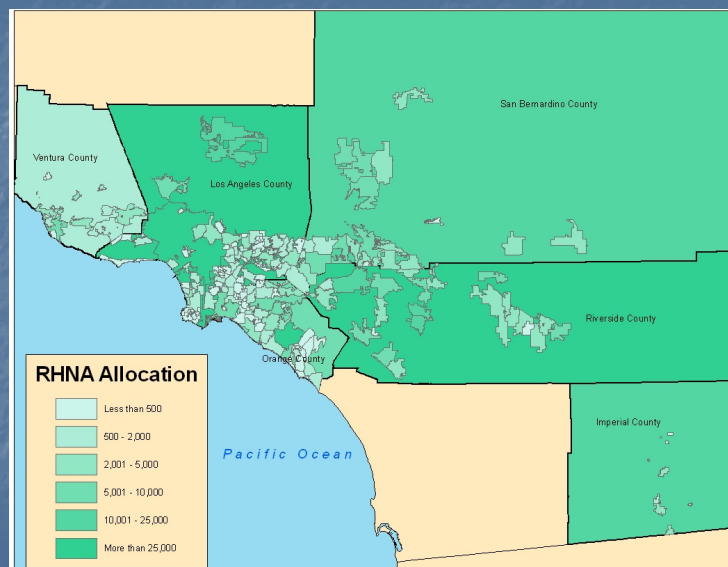 San Bernardino County
Ventura County
Los Angeles County
Riverside County
Orange County
RHNA Allocation
Less than 500
500 - 2,000
2,001 - 5,000
5,001 - 10,000
10,001 - 25,000
More than 25,000
Pacific Ocean
Imperial County